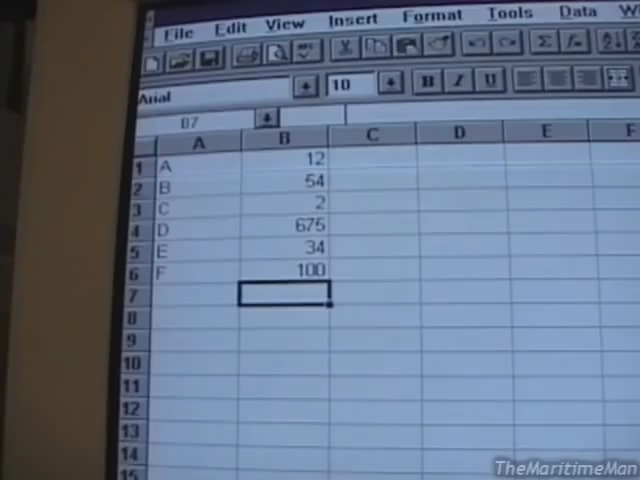 File Edit View Insert Format Tools Data
Arial 10 B I U
B7
A B C D E F
1 A 12
2 B 54
3 C 2
4 D 675
5 E 34
6 F 100
7
8
9
10
11
12
13
14
15
TheMaritimeMan